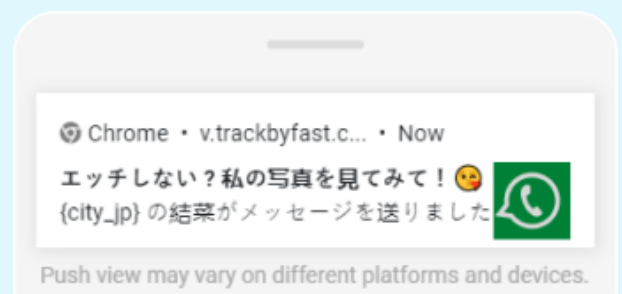 Chrome • v.trackbyfast.c... • Now
エッチしない？私の写真を見てみて！😘
{city_jp} の結菜がメッセージを送りました
Push view may vary on different platforms and devices.